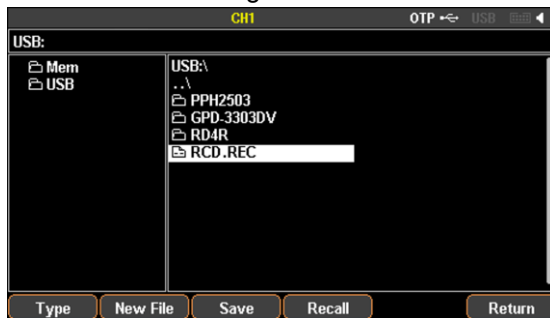 CH1 OTP USB
USB:
Mem
USB
USB:\
..\
PPH2503
GPD-3303DV
RD4R
RCD.REC
Type New File Save Recall Return